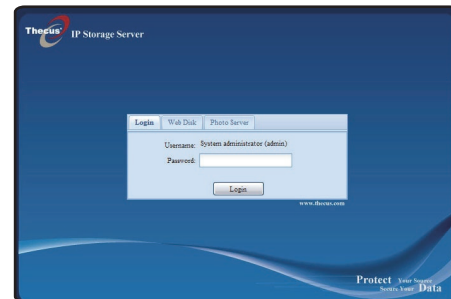 Thecus IP Storage Server
Login Web Disk Photo Server
Username: System administrator (admin)
Password:
Login
www.thecus.com
Protect Your Source
Secure Your Data